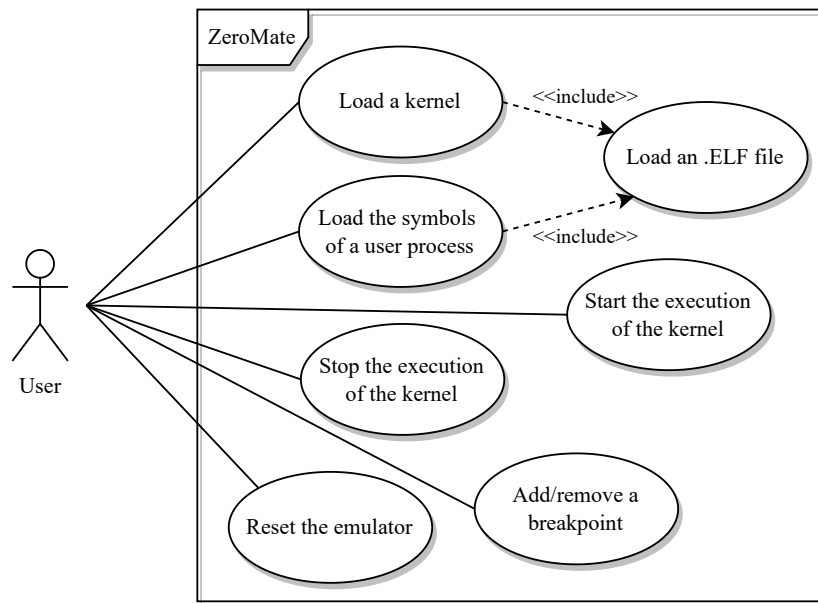 ZeroMate
Load a kernel
<<include>>
Load an .ELF file
Load the symbols
of a user process
<<include>>
Start the execution
of the kernel
Stop the execution
of the kernel
User
Add/remove a
breakpoint
Reset the emulator